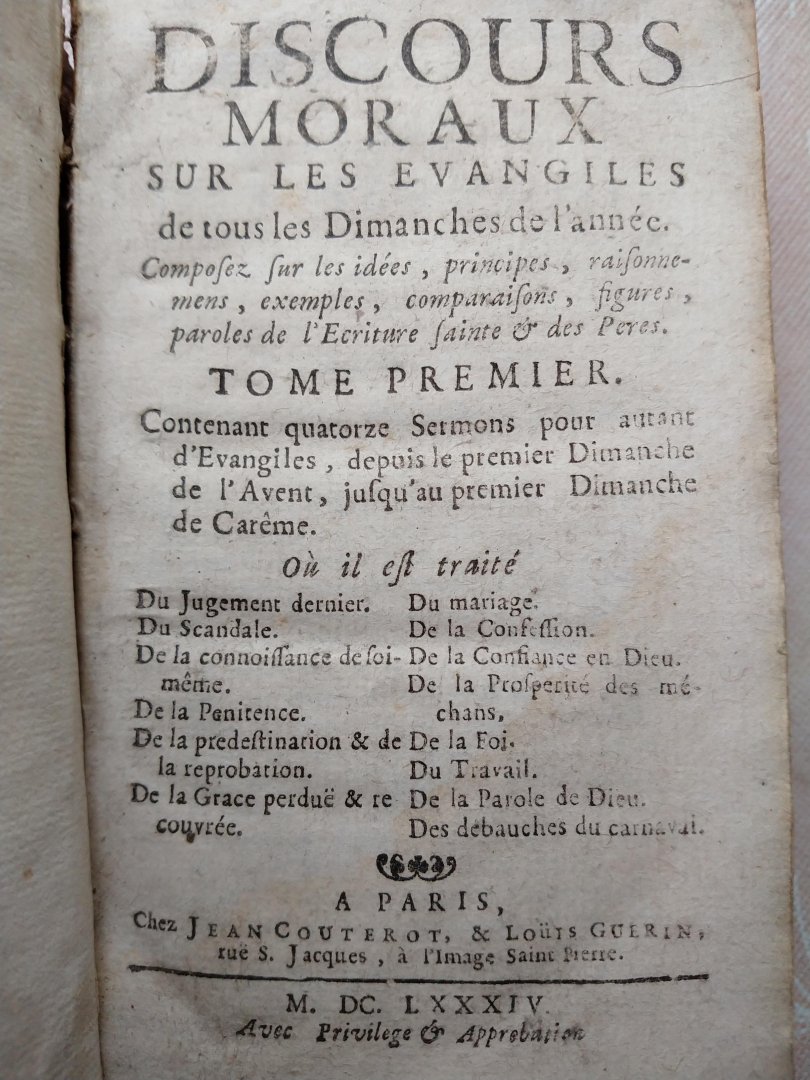 DISCOURS
MORAUX
SUR LES EVANGILES
de tous les Dimanches de l'année.
Composez sur les idées, principes, raisonne-
mens, exemples, comparaisons, figures,
paroles de l'Ecriture sainte & des Peres.
TOME PREMIER.
Contenant quatorze Sermons pour autant
d'Evangiles, depuis le premier Dimanche
de l'Avent, jusqu'au premier Dimanche
de Carême.
Où il est traité
Du Jugement dernier.
Du Scandale.
De la connoissance de soi-
même.
De la Penitence.
De la predestination & de
la reprobation.
De la Grace perduë & re
couvrée.
Du mariage.
De la Confession.
De la Confiance en Dieu.
De la Prosperité des mé-
chans,
De la Foi.
Du Travail.
De la Parole de Dieu.
Des débauches du carnaval.
A PARIS,
Chez JEAN COUTEROT, & LOÜIS GUERIN,
ruë S. Jacques, à l'Image Saint Pierre.
M. DC. LXXXIV.
Avec Privilege & Approbation